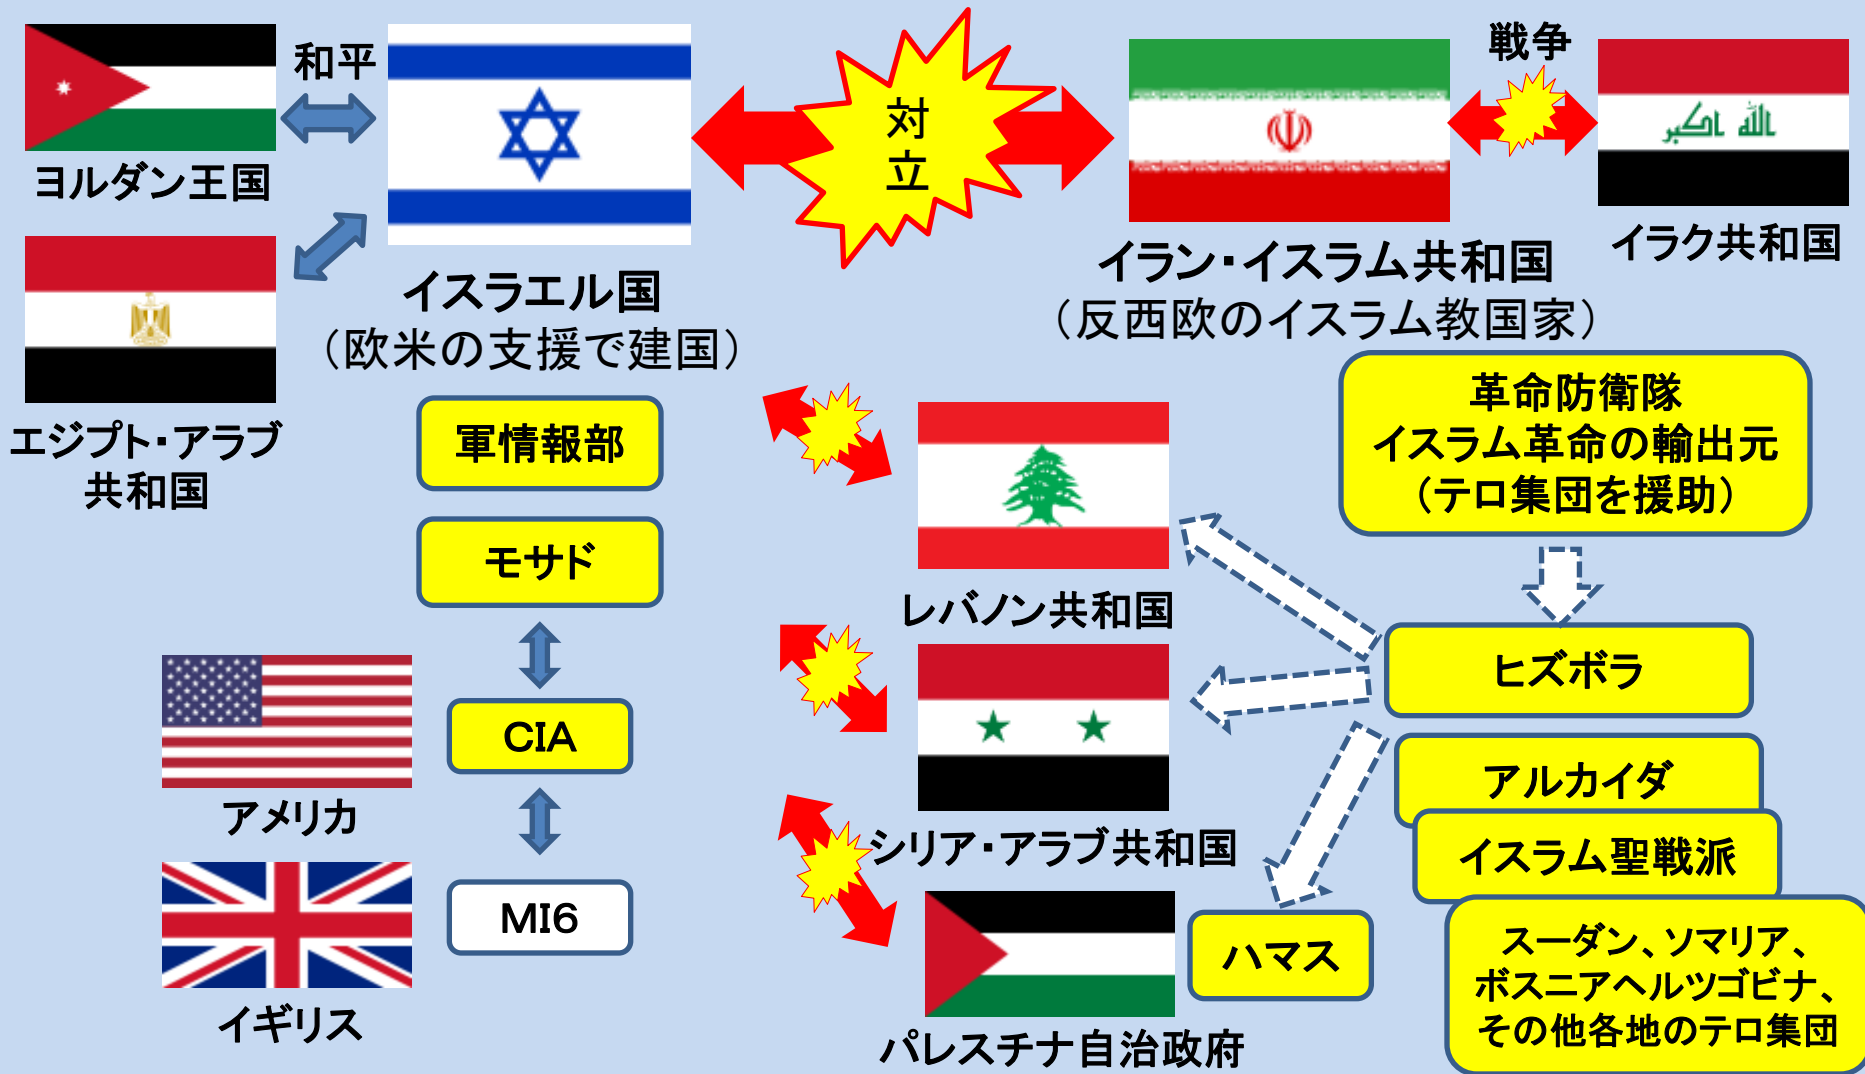 和平
ヨルダン王国
エジプト・アラブ
共和国
イスラエル国
（欧米の支援で建国）
対
立
イラン・イスラム共和国
（反西欧のイスラム教国家）
戦争
الله اكبر
イラク共和国
軍情報部
モサド
CIA
MI6
アメリカ
イギリス
レバノン共和国
シリア・アラブ共和国
パレスチナ自治政府
革命防衛隊
イスラム革命の輸出元
（テロ集団を援助）
ヒズボラ
アルカイダ
イスラム聖戦派
スーダン、ソマリア、
ボスニアヘルツゴビナ、
その他各地のテロ集団
ハマス